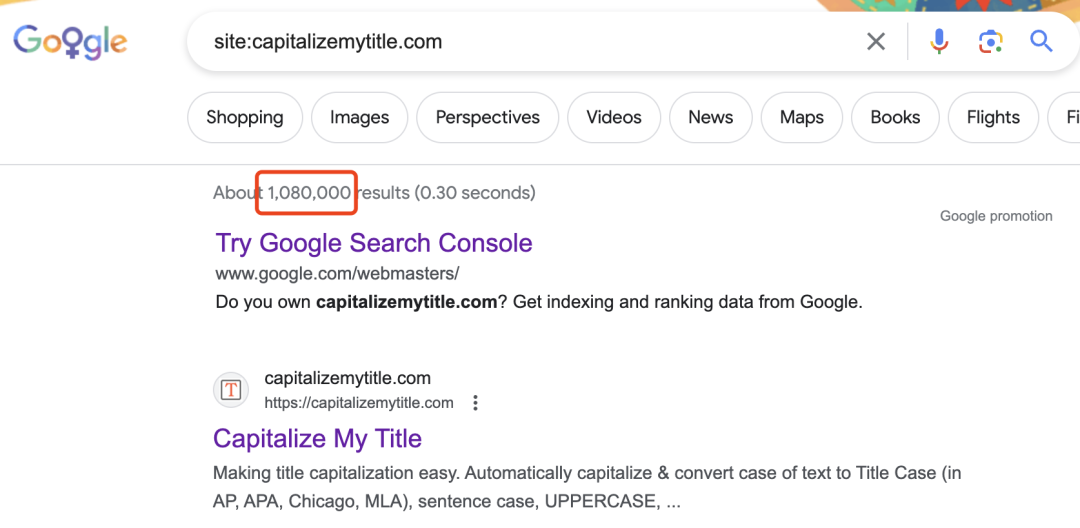 Google
site:capitalizemytitle.com
Shopping Images Perspectives Videos News Maps Books Flights
About 1,080,000 results (0.30 seconds)
Google promotion
Try Google Search Console
www.google.com/webmasters/
Do you own capitalizemytitle.com? Get indexing and ranking data from Google.
capitalizemytitle.com
https://capitalizemytitle.com
T
Capitalize My Title
Making title capitalization easy. Automatically capitalize & convert case of text to Title Case (in
AP, APA, Chicago, MLA), sentence case, UPPERCASE, ...